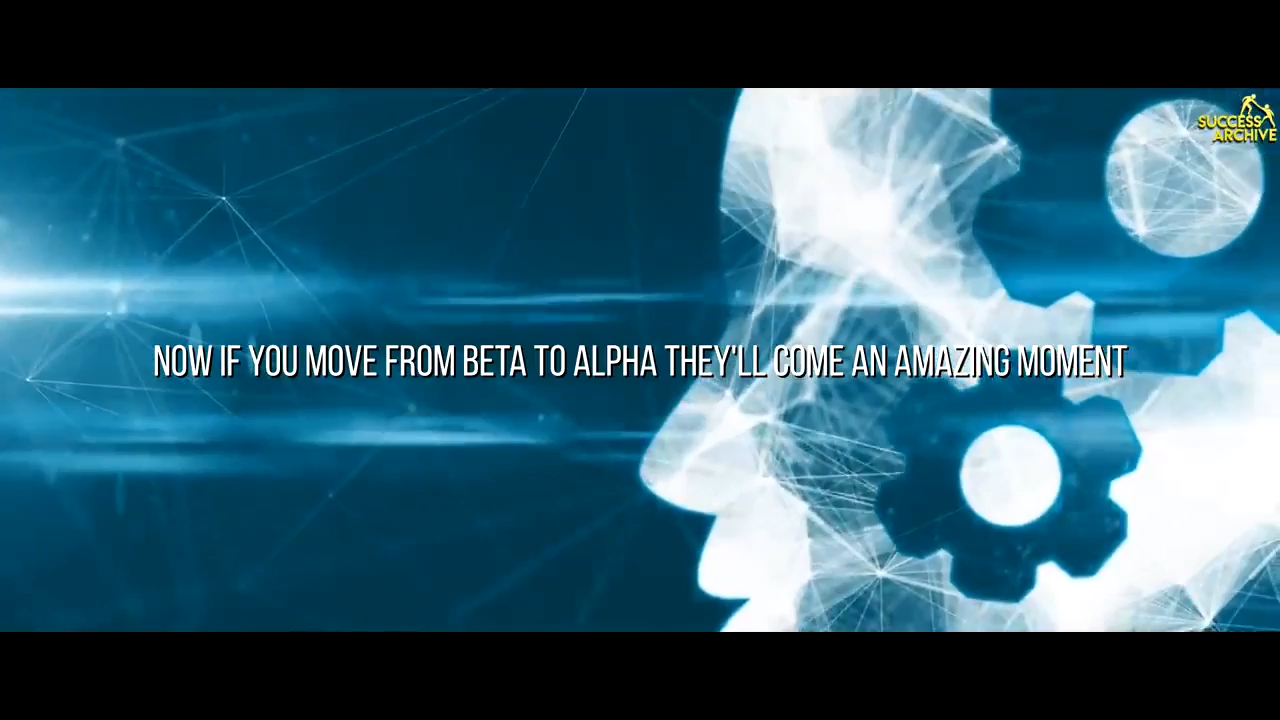 SUCCESS
ARCHIVE
NOW IF YOU MOVE FROM BETA TO ALPHA THEY'LL COME AN AMAZING MOMENT